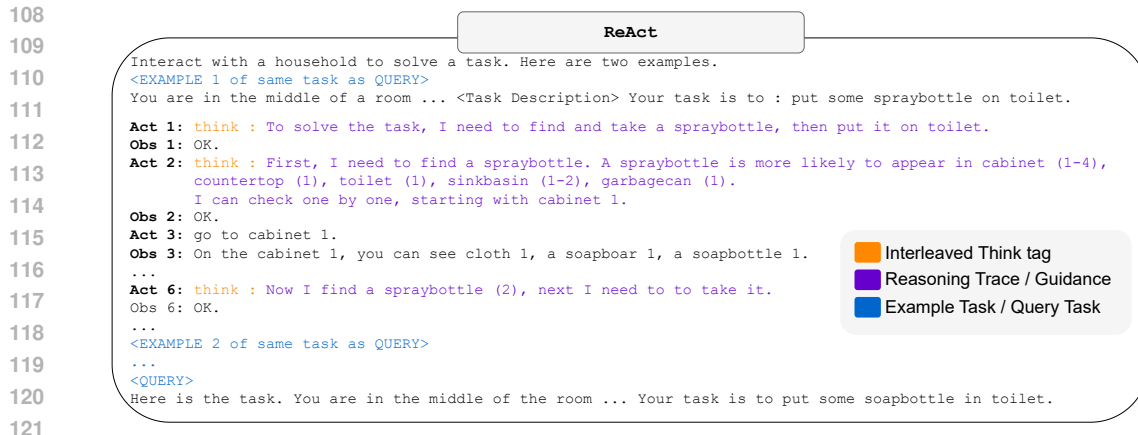 108
109
110
111
112
113
114
115
116
117
118
119
120
121
ReAct
Interact with a household to solve a task. Here are two examples.
<EXAMPLE 1 of same task as QUERY>
You are in the middle of a room ... <Task Description> Your task is to : put some spraybottle on toilet.
Act 1: think : To solve the task, I need to find and take a spraybottle, then put it on toilet.
Obs 1: OK.
Act 2: think : First, I need to find a spraybottle. A spraybottle is more likely to appear in cabinet (1-4),
countertop (1), toilet (1), sinkbasin (1-2), garbagecan (1).
I can check one by one, starting with cabinet 1.
Obs 2: OK.
Act 3: go to cabinet 1.
Obs 3: On the cabinet 1, you can see cloth 1, a soapboar 1, a soapbottle 1.
...
Act 6: think : Now I find a spraybottle (2), next I need to to take it.
Obs 6: OK.
...
<EXAMPLE 2 of same task as QUERY>
...
<QUERY>
Here is the task. You are in the middle of the room ... Your task is to put some soapbottle in toilet.
Interleaved Think tag
Reasoning Trace / Guidance
Example Task / Query Task